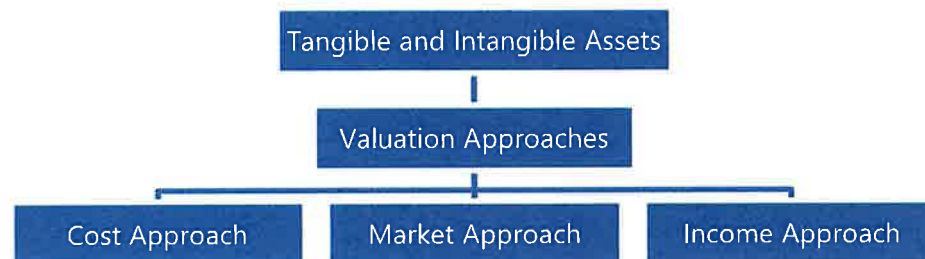 Tangible and Intangible Assets
Valuation Approaches
Cost Approach
Market Approach
Income Approach